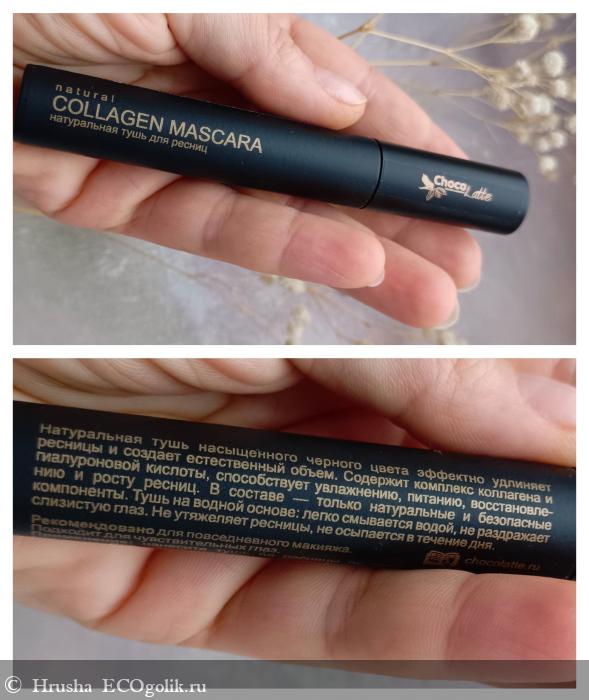 natural
COLLAGEN MASCARA
натуральная тушь для ресниц
Choco
Latte
Натуральная тушь насыщенного черного цвета эффектно удлиняет
ресницы и создает естественный объем. Содержит комплекс коллагена и
гиалуроновой кислоты, способствует увлажнению, питанию, восстановле-
нию и росту ресниц. В составе — только натуральные и безопасные
компоненты. Тушь на водной основе: легко смывается водой, не раздражает
слизистую глаз. Не утяжеляет ресницы, не осыпается в течение дня.
Рекомендовано для повседневного макияжа.
Подходит для чувствительных глаз.
chocolatte.ru
© Hrusha ECOgolik.ru